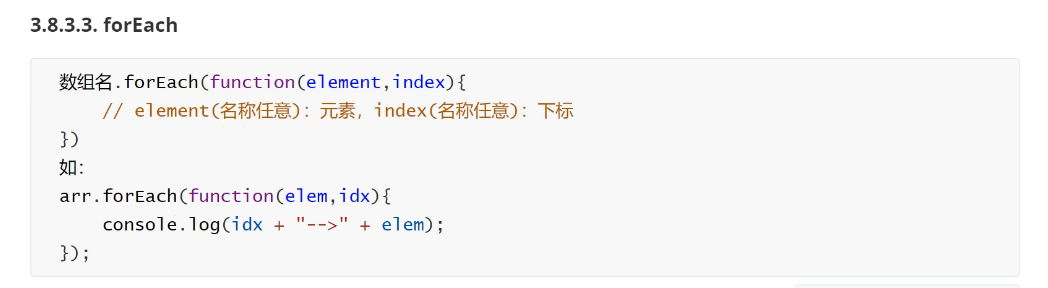 3.8.3.3. forEach
数组名.forEach(function(element,index){
    // element(名称任意)：元素，index(名称任意)：下标
})
如：
arr.forEach(function(elem,idx){
    console.log(idx + "-->" + elem);
});